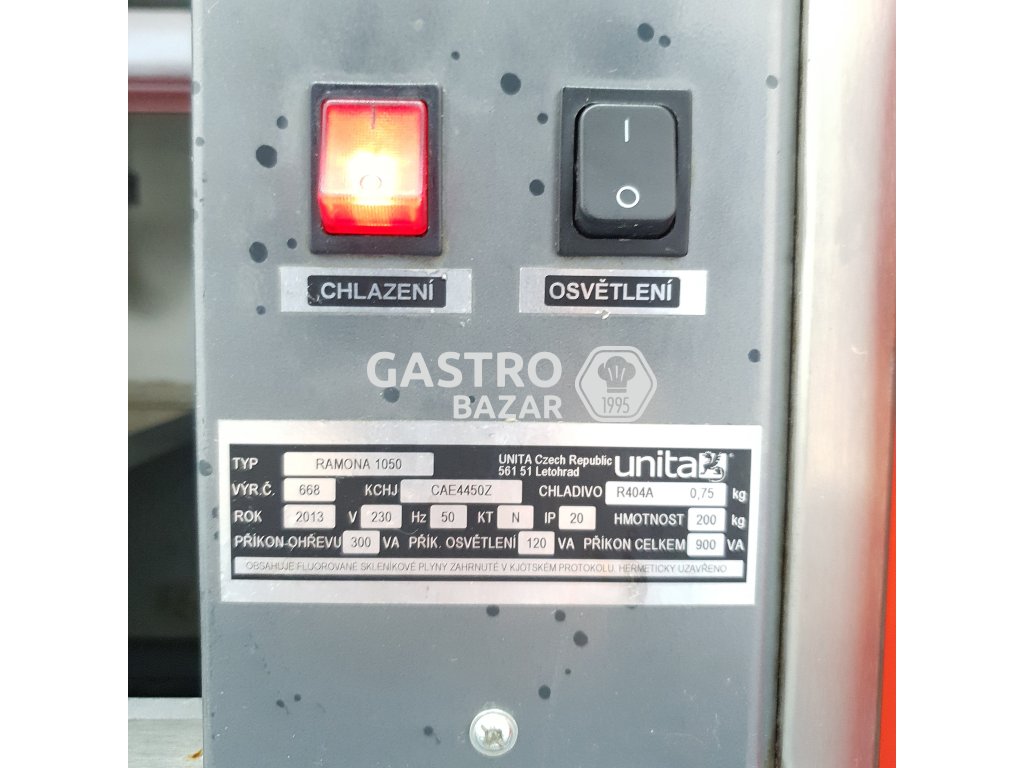 CHLAZENÍ
OSVĚTLENÍ
GASTRO
BAZAR
1995
TYP RAMONA 1050 UNITA Czech Republic unita
561 51 Letohrad
VÝR.Č. 668 KCHJ CAE4450Z CHLADIVO R404A 0,75 kg
ROK 2013 V 230 Hz 50 KT N IP 20 HMOTNOST 200 kg
PŘÍKON OHŘEVU 300 VA PŘÍK. OSVĚTLENÍ 120 VA PŘÍKON CELKEM 900 VA
OBSAHUJE FLUOROVANÉ SKLENÍKOVÉ PLYNY ZAHRNUTÉ V KJÓTSKÉM PROTOKOLU. HERMETICKY UZAVŘENO